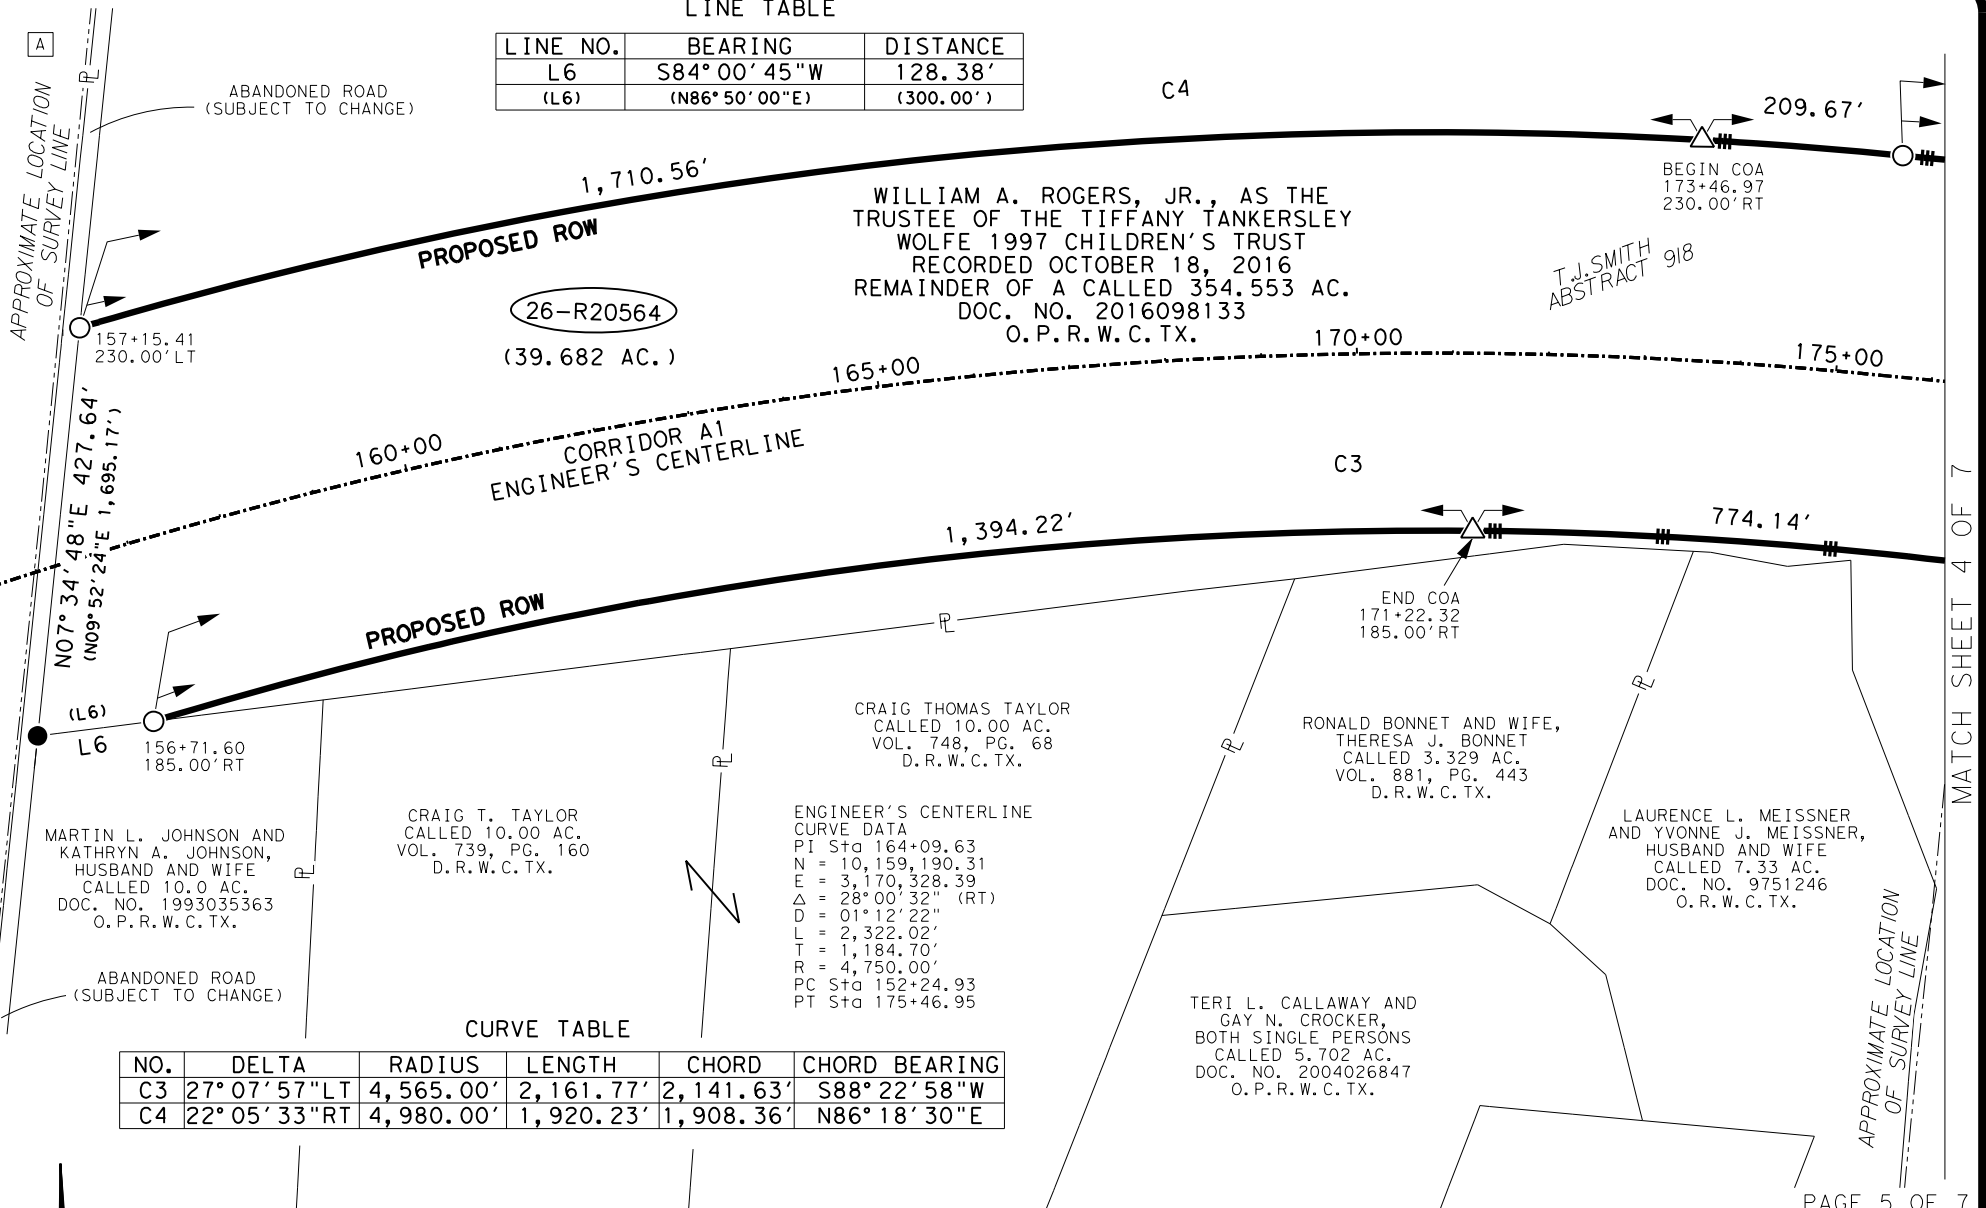 LINE TABLE
LINE NO. BEARING DISTANCE
L6 S84°00'45"W 128.38'
(L6) (N86°50'00"E) (300.00')
A
P L
APPROXIMATE LOCATION
OF SURVEY LINE
ABANDONED ROAD
(SUBJECT TO CHANGE)
C4
209.67'
BEGIN COA
173+46.97
230.00'RT
1,710.56'
PROPOSED ROW
WILLIAM A. ROGERS, JR., AS THE
TRUSTEE OF THE TIFFANY TANKERSLEY
WOLFE 1997 CHILDREN'S TRUST
RECORDED OCTOBER 18, 2016
REMAINDER OF A CALLED 354.553 AC.
DOC. NO. 2016098133
O.P.R.W.C.TX.
T.J.SMITH
ABSTRACT 918
26-R20564
(39.682 AC.)
157+15.41
230.00'LT
160+00
165+00
170+00
175+00
CORRIDOR A1
ENGINEER'S CENTERLINE
N07°34'48"E 427.64'
(N09°52'24"E 1,695.17')
C3
1,394.22'
774.14'
PROPOSED ROW
END COA
171+22.32
185.00'RT
MATCH SHEET 4 OF 7
(L6)
L6
156+71.60
185.00'RT
P L
P L
P L
P L
P L
MARTIN L. JOHNSON AND
KATHRYN A. JOHNSON,
HUSBAND AND WIFE
CALLED 10.0 AC.
DOC. NO. 1993035363
O.P.R.W.C.TX.
CRAIG T. TAYLOR
CALLED 10.00 AC.
VOL. 739, PG. 160
D.R.W.C.TX.
CRAIG THOMAS TAYLOR
CALLED 10.00 AC.
VOL. 748, PG. 68
D.R.W.C.TX.
RONALD BONNET AND WIFE,
THERESA J. BONNET
CALLED 3.329 AC.
VOL. 881, PG. 443
D.R.W.C.TX.
LAURENCE L. MEISSNER
AND YVONNE J. MEISSNER,
HUSBAND AND WIFE
CALLED 7.33 AC.
DOC. NO. 9751246
O.R.W.C.TX.
ENGINEER'S CENTERLINE
CURVE DATA
PI Sta 164+09.63
N = 10,159,190.31
E = 3,170,328.39
△ = 28°00'32" (RT)
D = 01°12'22"
L = 2,322.02'
T = 1,184.70'
R = 4,750.00'
PC Sta 152+24.93
PT Sta 175+46.95
N
ABANDONED ROAD
(SUBJECT TO CHANGE)
TERI L. CALLAWAY AND
GAY N. CROCKER,
BOTH SINGLE PERSONS
CALLED 5.702 AC.
DOC. NO. 2004026847
O.P.R.W.C.TX.
APPROXIMATE LOCATION
OF SURVEY LINE
CURVE TABLE
NO. DELTA RADIUS LENGTH CHORD CHORD BEARING
C3 27°07'57"LT 4,565.00' 2,161.77' 2,141.63' S88°22'58"W
C4 22°05'33"RT 4,980.00' 1,920.23' 1,908.36' N86°18'30"E
PAGE 5 OF 7